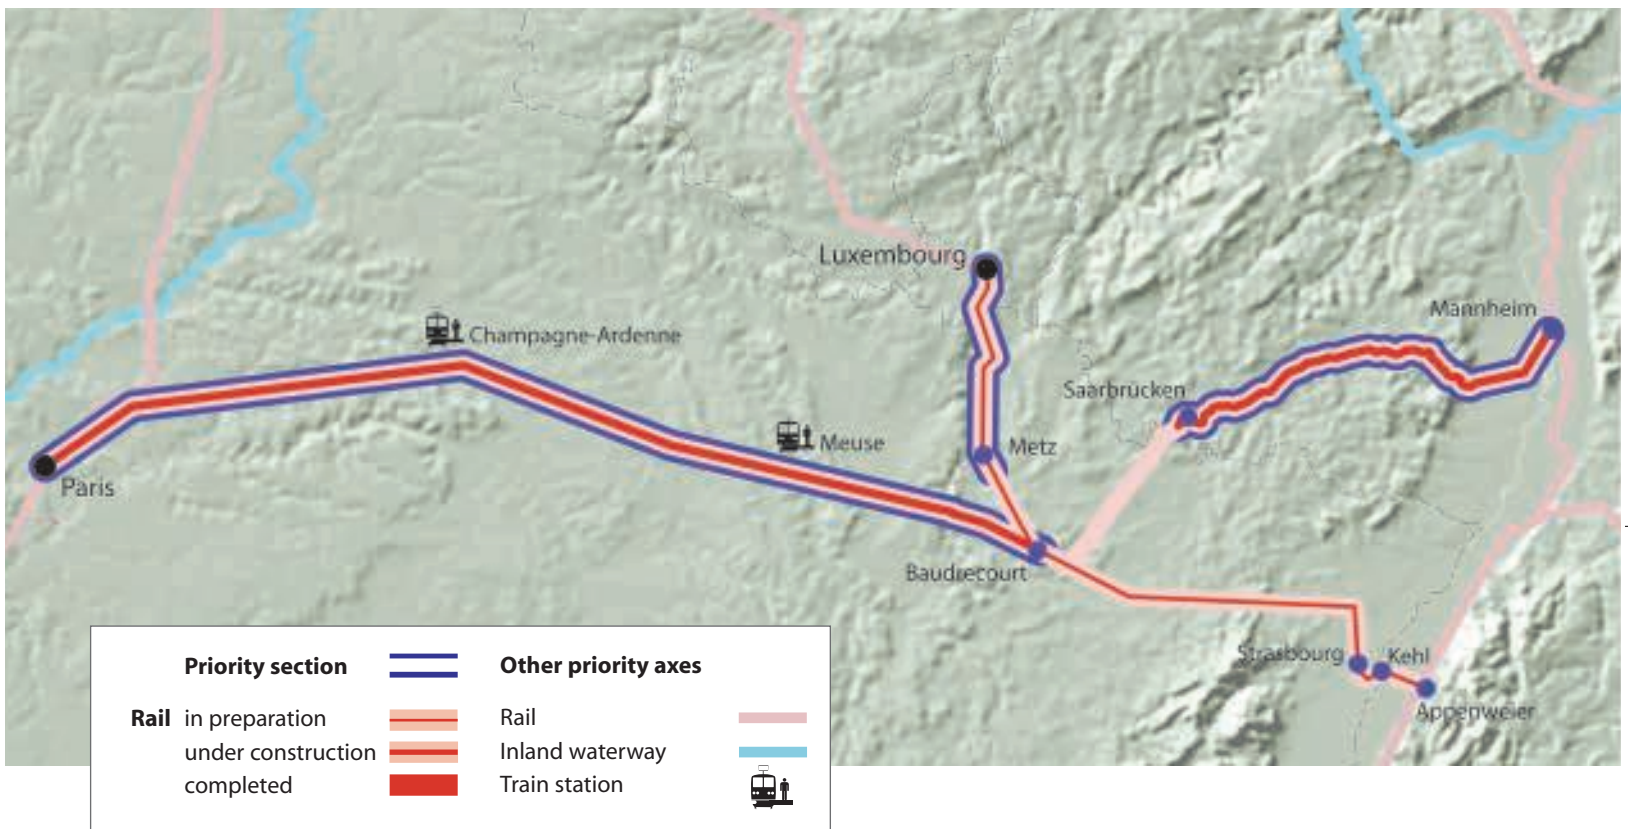 Luxembourg
Mannheim
Champagne-Ardenne
Saarbrücken
Meuse
Metz
Paris
Baudrecourt
Strasbourg
Kehl
Appenweier
Priority section
Other priority axes
Rail in preparation
Rail
under construction
Inland waterway
completed
Train station